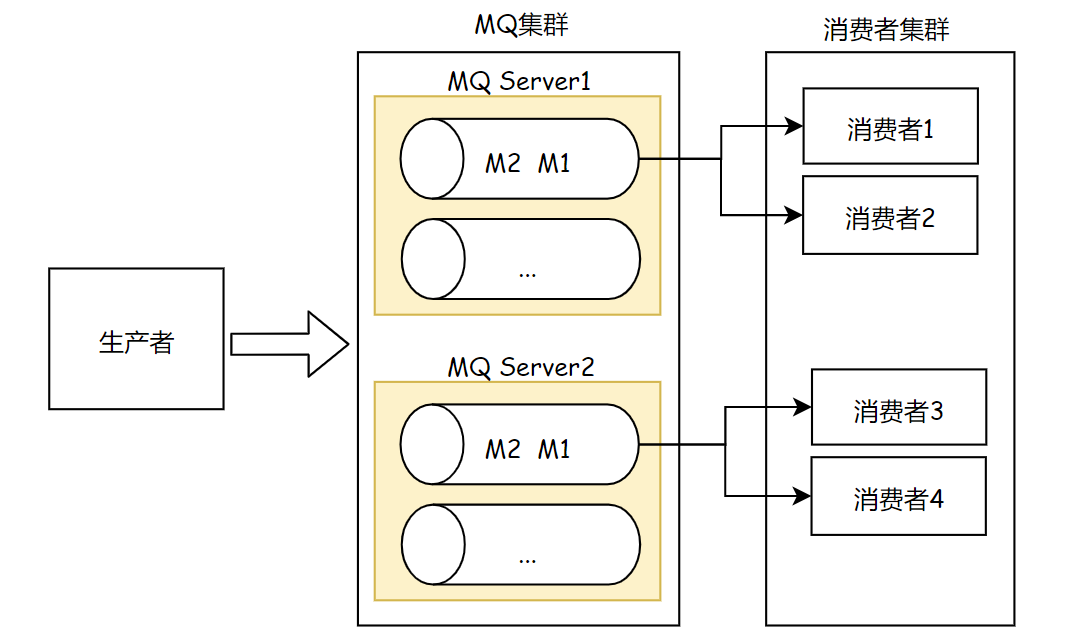 MQ集群
消费者集群
MQ Server1
M2 M1
...
消费者1
消费者2
生产者
MQ Server2
M2 M1
...
消费者3
消费者4